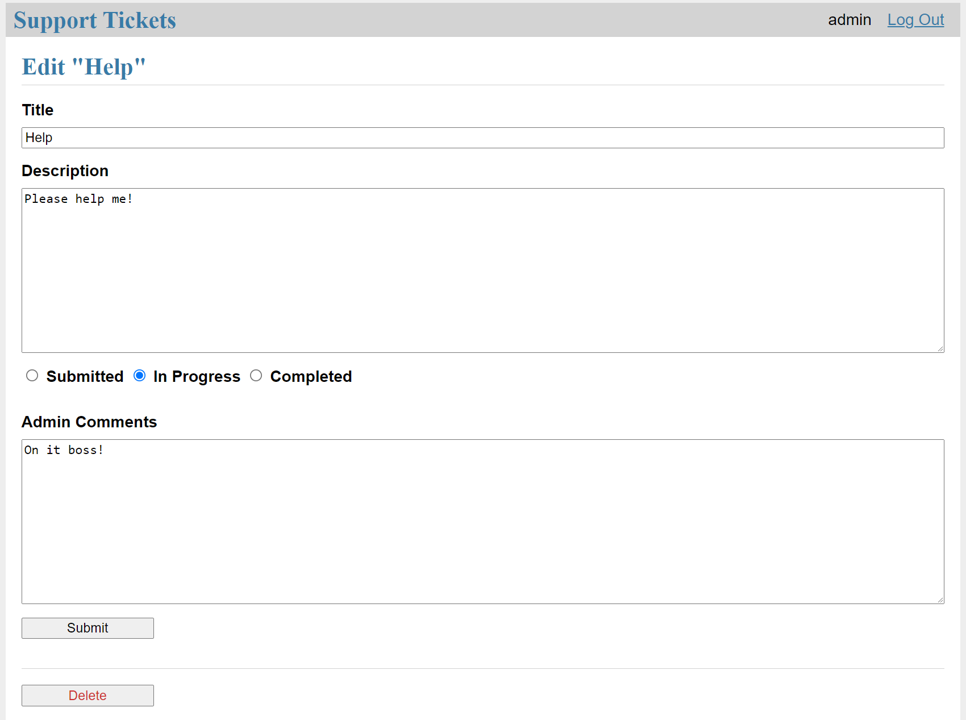 Support Tickets admin Log Out
Edit "Help"
Title
Help
Description
Please help me!
Submitted In Progress Completed
Admin Comments
On it boss!
Submit
Delete